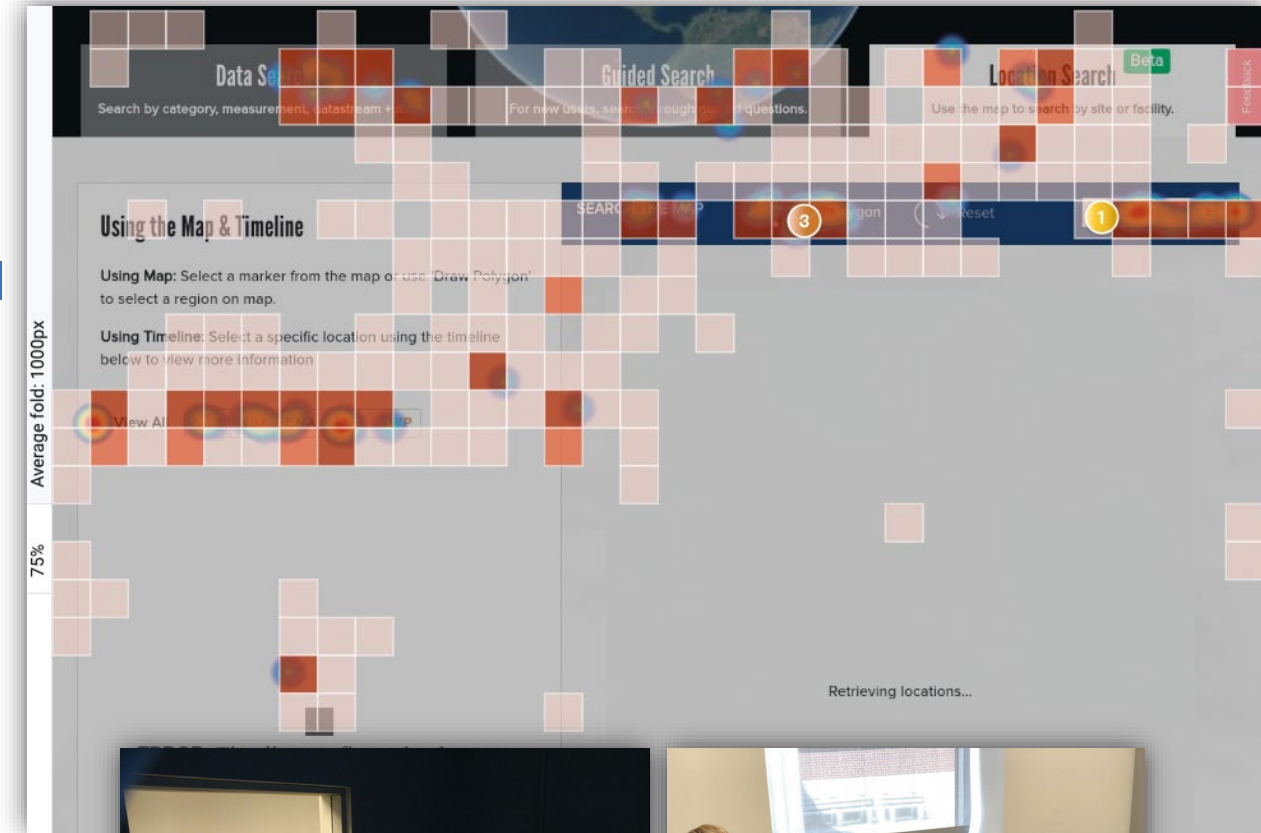 Data Search
Search by category, measurement, datastream +
Guided Search
For new users, search through guided questions.
Location Search
Beta
Use the map to search by site or facility.
Feedback
Using the Map & Timeline
Using Map: Select a marker from the map or use 'Draw Polygon'
to select a region on map.
Using Timeline: Select a specific location using the timeline
below to view more information
View All
SEARCH THE MAP
3
Reset
1
Average fold: 1000px
75%
Retrieving locations...